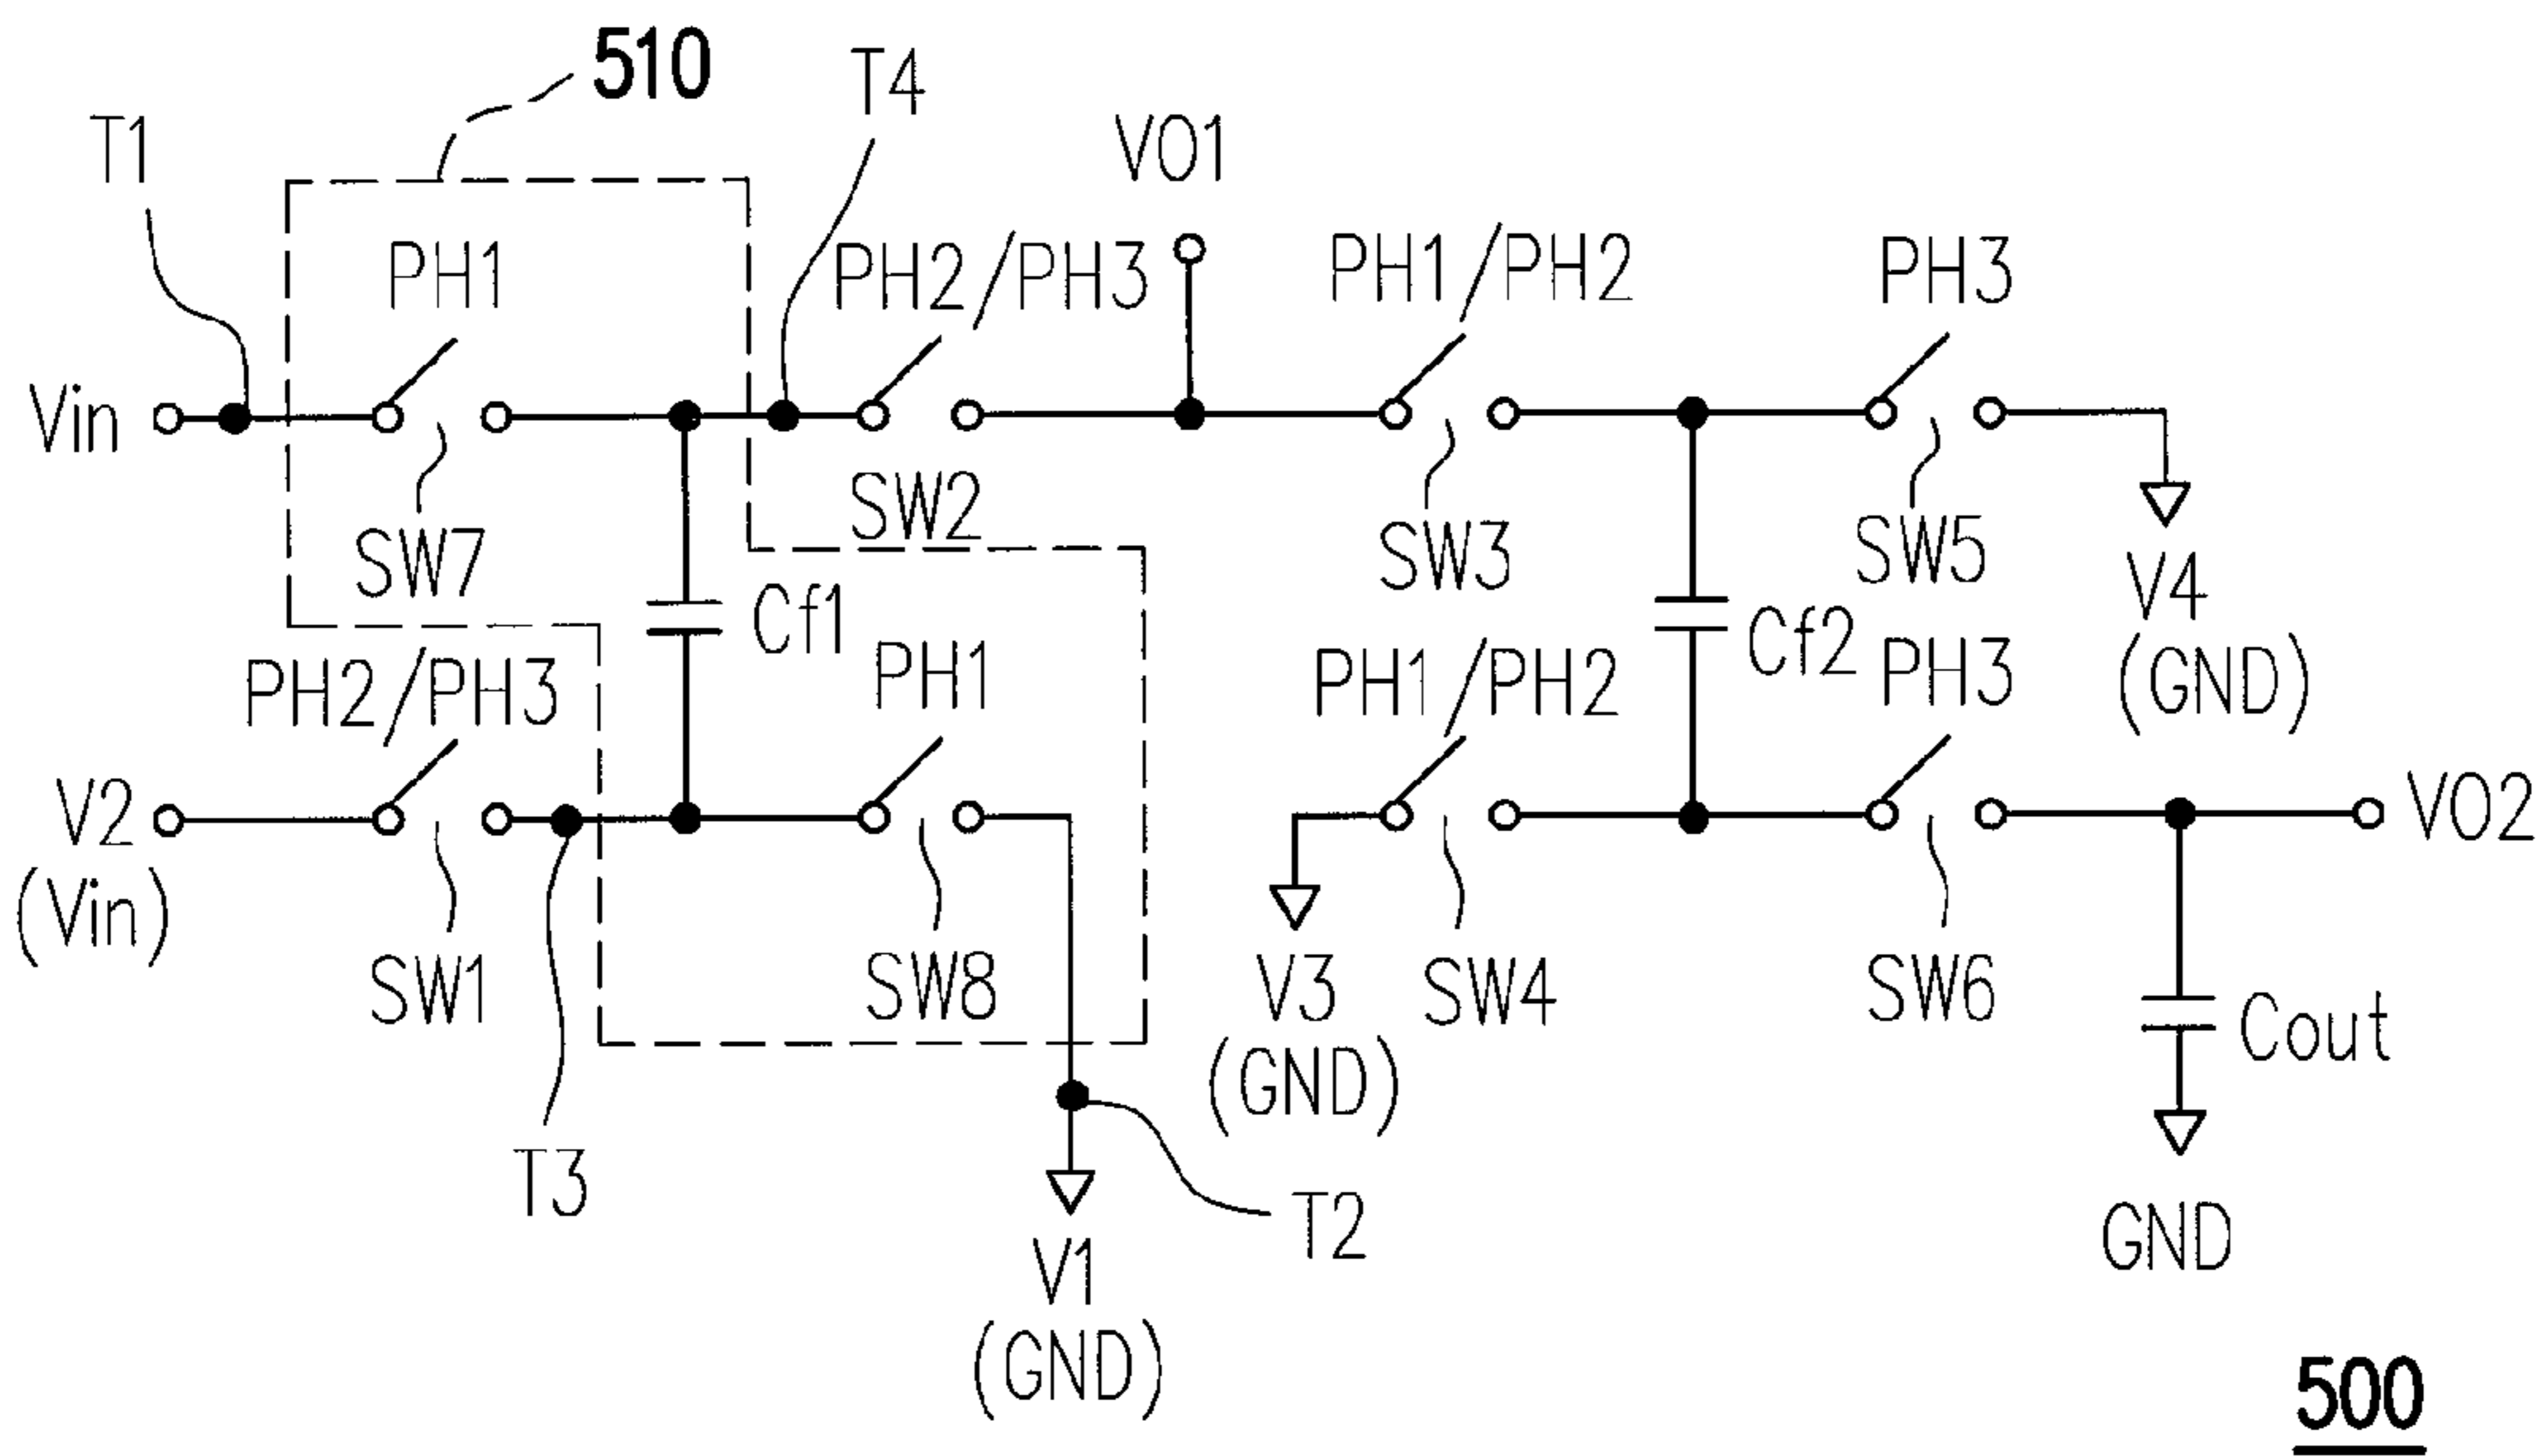 510
T4
T1
VO1
PH1
PH2/PH3
PH1/PH2
PH3
Vin
SW2
SW7
SW3
SW5
V4
(GND)
Cf1
Cf2
PH2/PH3
PH1
PH1/PH2
PH3
V2
(Vin)
VO2
SW1
SW8
V3
(GND)
SW4
SW6
Cout
T3
T2
GND
V1
(GND)
500